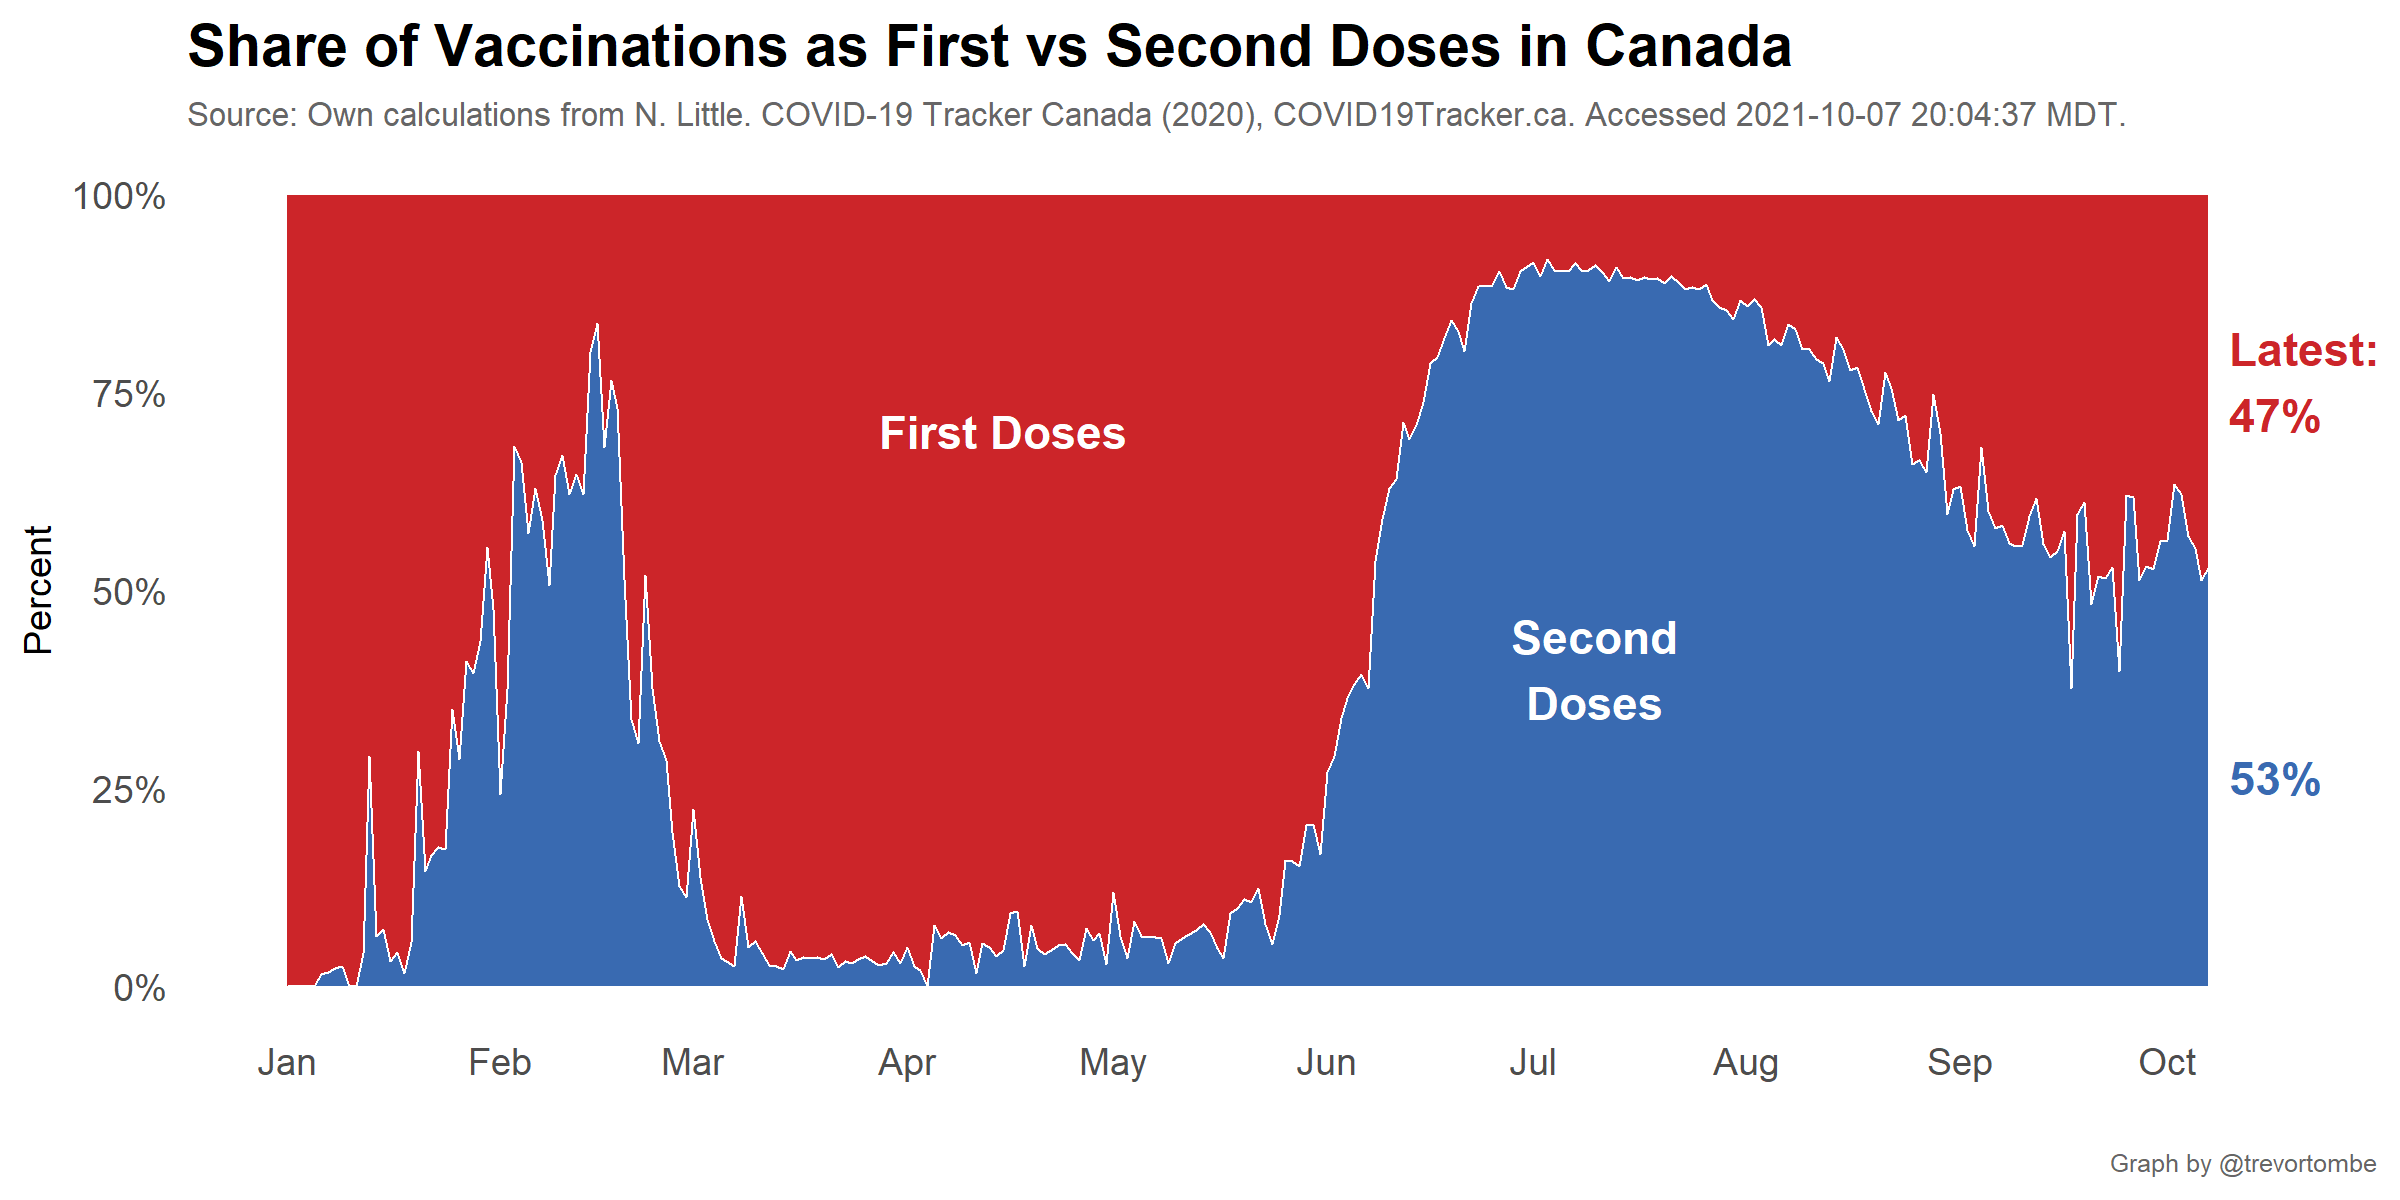 Share of Vaccinations as First vs Second Doses in Canada
Source: Own calculations from N. Little. COVID-19 Tracker Canada (2020), COVID19Tracker.ca. Accessed 2021-10-07 20:04:37 MDT.
100%
75%
50%
25%
0%
Percent
First Doses
Second
Doses
Latest:
47%
53%
Jan Feb Mar Apr May Jun Jul Aug Sep Oct
Graph by @trevortombe